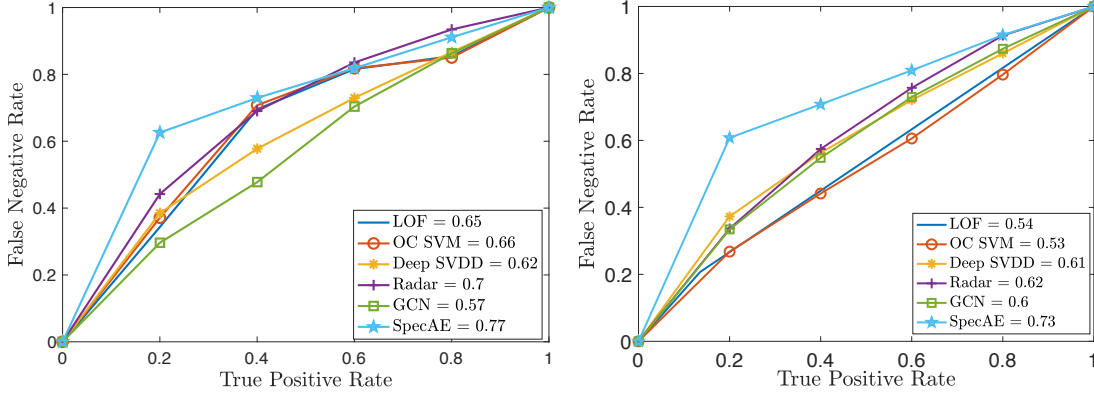 1
0.8
0.6
0.4
0.2
0
False Negative Rate
0
0.2
0.4
0.6
0.8
1
True Positive Rate
LOF = 0.65
OC SVM = 0.66
Deep SVDD = 0.62
Radar = 0.7
GCN = 0.57
SpecAE = 0.77
1
0.8
0.6
0.4
0.2
0
False Negative Rate
0
0.2
0.4
0.6
0.8
1
True Positive Rate
LOF = 0.54
OC SVM = 0.53
Deep SVDD = 0.61
Radar = 0.62
GCN = 0.6
SpecAE = 0.73